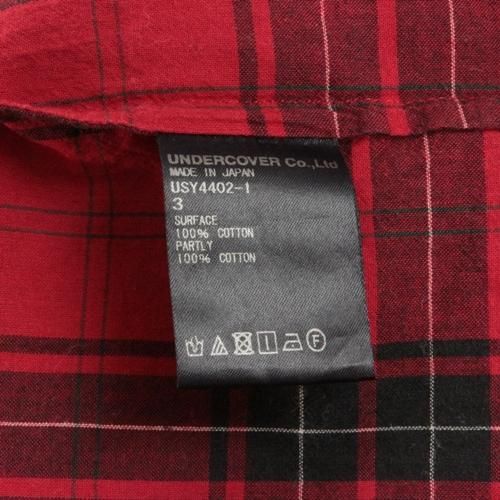 UNDERCOVER Co.,Ltd
MADE IN JAPAN
USY4402-1
3
SURFACE
100% COTTON
PARTLY
100% COTTON